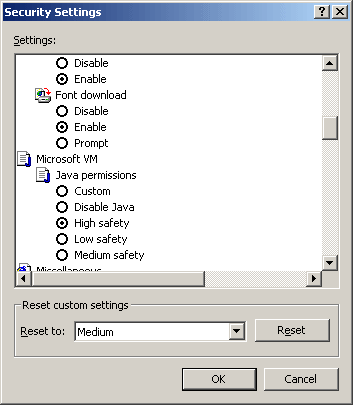 Security Settings
Settings:
Disable
Enable
Font download
Disable
Enable
Prompt
Microsoft VM
Java permissions
Custom
Disable Java
High safety
Low safety
Medium safety
Miscellaneous
Reset custom settings
Reset to: Medium Reset
OK Cancel